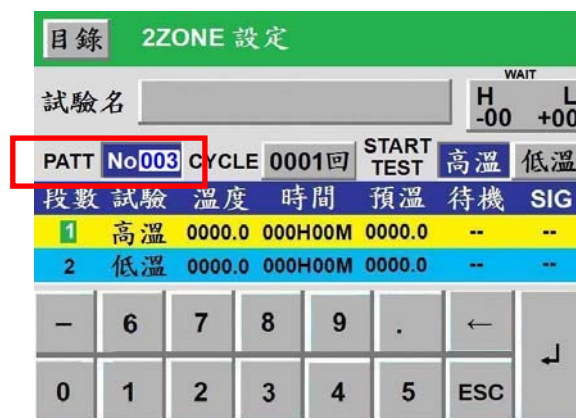 目錄 2ZONE 設定
WAIT
試驗名 H L
-00 +00
PATT No003 CYCLE 0001回 START TEST 高溫 低溫
段數 試驗 溫度 時間 預溫 待機 SIG
1 高溫 0000.0 000H00M 0000.0 -- --
2 低溫 0000.0 000H00M 0000.0 -- --
− 6 7 8 9 . ←
0 1 2 3 4 5 ESC ↵